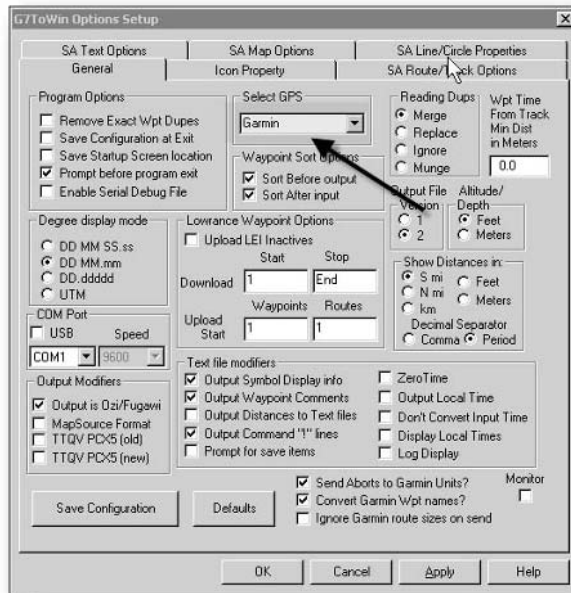 G7ToWin Options Setup
SA Text Options
SA Map Options
SA Line/Circle Properties
General
Icon Property
SA Route/Track Options
Program Options
Remove Exact Wpt Dupes
Save Configuration at Exit
Save Startup Screen location
Prompt before program exit
Enable Serial Debug File
Select GPS
Garmin
Waypoint Sort Options
Sort Before output
Sort After input
Reading Dups
Merge
Replace
Ignore
Munge
Wpt Time
From Track
Min Dist
in Meters
0.0
Output File
Version
1
2
Altitude/
Depth
Feet
Meters
Degree display mode
DD MM SS.ss
DD MM.mm
DD.ddddd
UTM
Lowrance Waypoint Options
Upload LEI Inactives
Start Stop
Download 1 End
Waypoints Routes
Upload
Start 1 1
Show Distances in:
S mi
N mi
km
Feet
Meters
Decimal Separator
Comma Period
COM Port
USB Speed
COM1 9600
Output Modifiers
Output is Ozi/Fugawi
MapSource Format
TTQV PCX5 (old)
TTQV PCX5 (new)
Text file modifiers
Output Symbol Display info
Output Waypoint Comments
Output Distances to Text files
Output Command "!" lines
Prompt for save items
ZeroTime
Output Local Time
Don't Convert Input Time
Display Local Times
Log Display
Save Configuration
Defaults
Send Aborts to Garmin Units?
Convert Garmin Wpt names?
Ignore Garmin route sizes on send
Monitor
OK
Cancel
Apply
Help